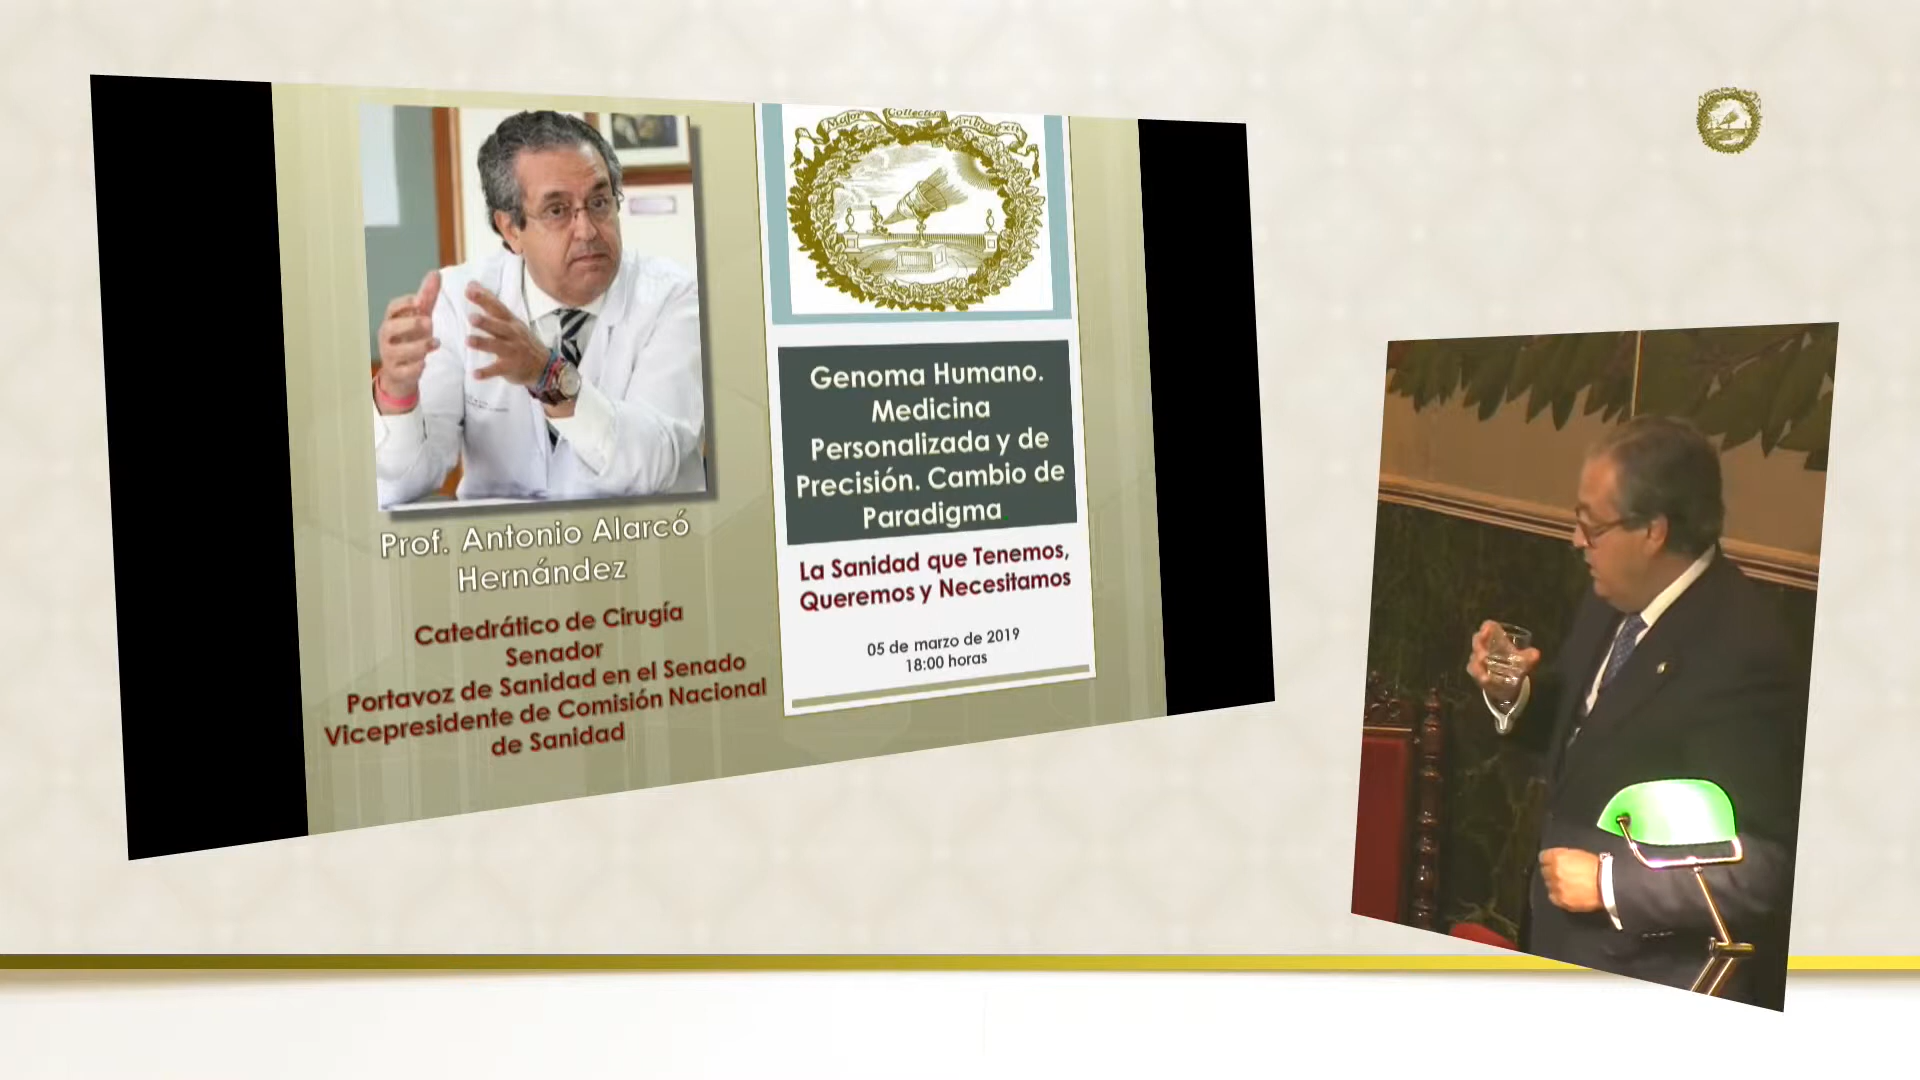 Prof. Antonio Alarcó
Hernández
Catedrático de Cirugía
Senador
Portavoz de Sanidad en el Senado
Vicepresidente de Comisión Nacional
de Sanidad
Major Collectis
Genoma Humano.
Medicina
Personalizada y de
Precisión. Cambio de
Paradigma
La Sanidad que Tenemos,
Queremos y Necesitamos
05 de marzo de 2019
18:00 horas